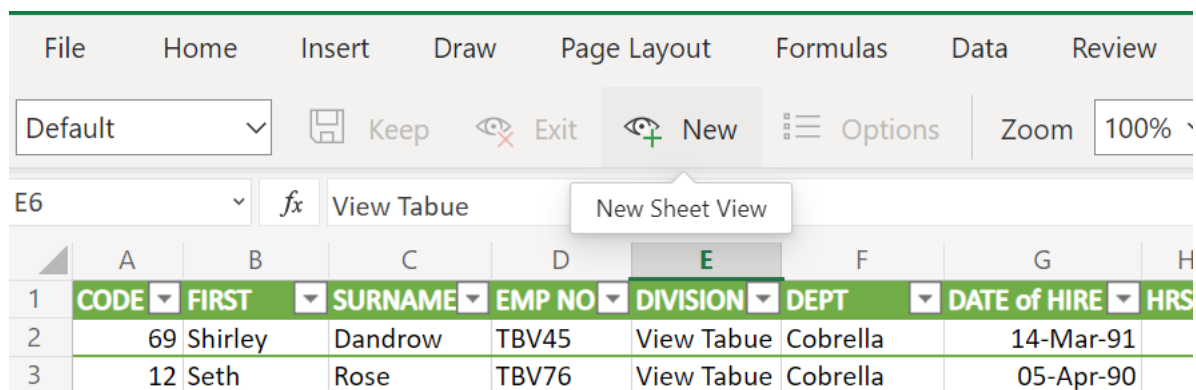 File Home Insert Draw Page Layout Formulas Data Review
Default Keep Exit New Options Zoom 100%
E6 fx View Tabue New Sheet View
A B C D E F G H
1 CODE FIRST SURNAME EMP NO DIVISION DEPT DATE of HIRE HRS
2 69 Shirley Dandrow TBV45 View Tabue Cobrella 14-Mar-91
3 12 Seth Rose TBV76 View Tabue Cobrella 05-Apr-90